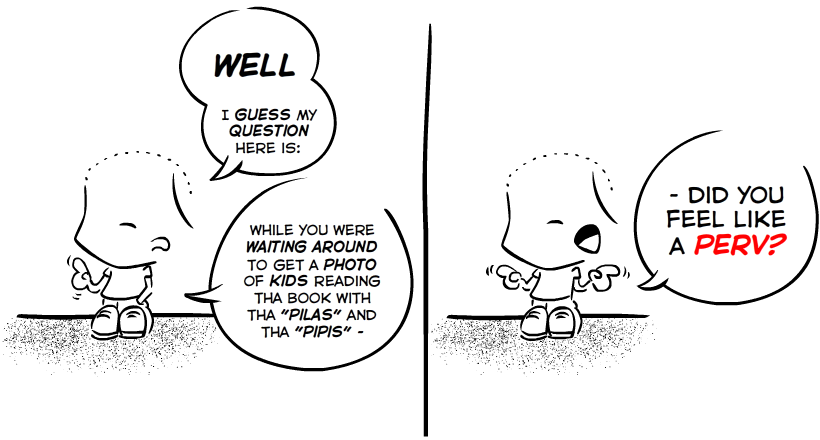 WELL
I GUESS MY
QUESTION
HERE IS:
WHILE YOU WERE
WAITING AROUND
TO GET A PHOTO
OF KIDS READING
THA BOOK WITH
THA "PILAS" AND
THA "PIPIS" -
- DID YOU
FEEL LIKE
A PERV?